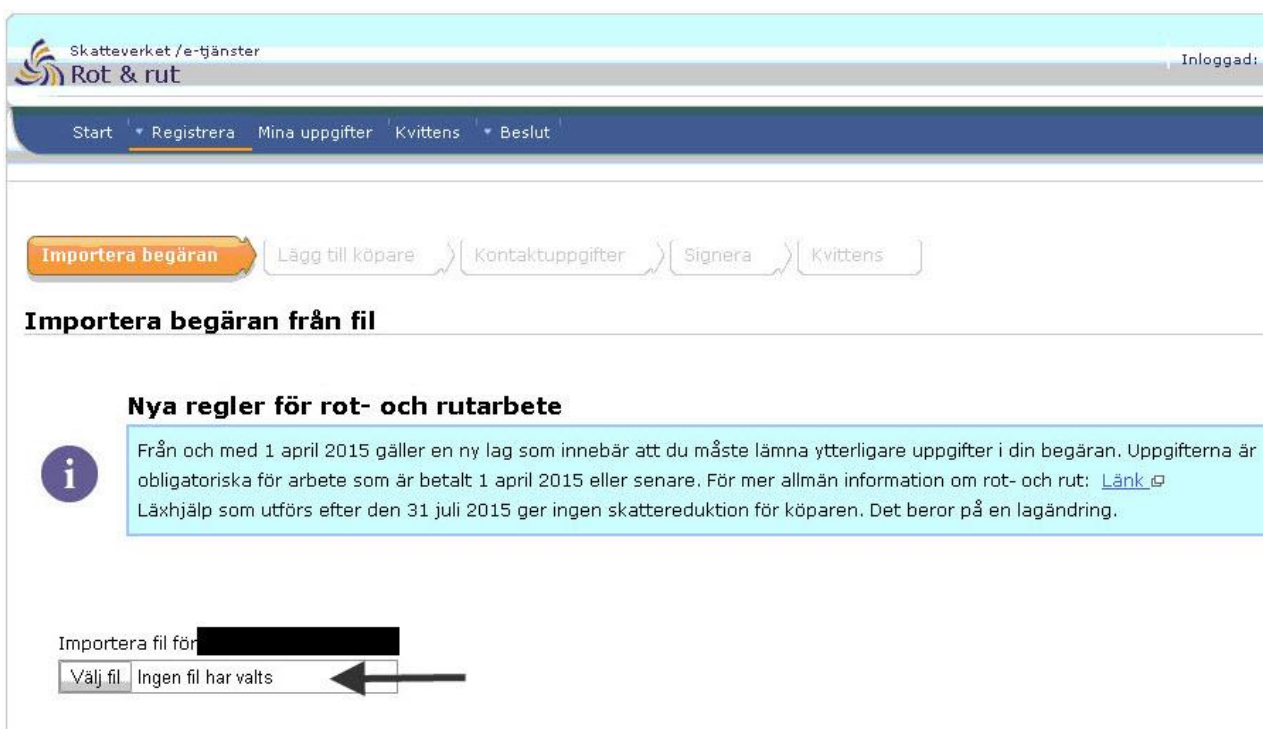 Skatteverket /e-tjänster
Rot & rut
Inloggad:
Start Registrera Mina uppgifter Kvittens Beslut
Importera begäran Lägg till köpare Kontaktuppgifter Signera Kvittens
Importera begäran från fil
Nya regler för rot- och rutarbete
Från och med 1 april 2015 gäller en ny lag som innebär att du måste lämna ytterligare uppgifter i din begäran. Uppgifterna är
obligatoriska för arbete som är betalt 1 april 2015 eller senare. För mer allmän information om rot- och rut: Länk
Läxhjälp som utförs efter den 31 juli 2015 ger ingen skattereduktion för köparen. Det beror på en lagändring.
Importera fil för
Välj fil Ingen fil har valts